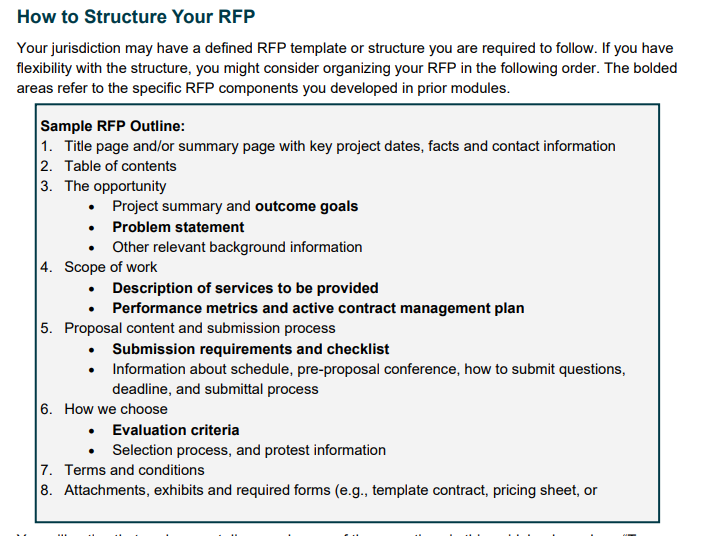 How to Structure Your RFP
Your jurisdiction may have a defined RFP template or structure you are required to follow. If you have
flexibility with the structure, you might consider organizing your RFP in the following order. The bolded
areas refer to the specific RFP components you developed in prior modules.
Sample RFP Outline:
1. Title page and/or summary page with key project dates, facts and contact information
2. Table of contents
3. The opportunity
• Project summary and outcome goals
• Problem statement
• Other relevant background information
4. Scope of work
• Description of services to be provided
• Performance metrics and active contract management plan
5. Proposal content and submission process
• Submission requirements and checklist
• Information about schedule, pre-proposal conference, how to submit questions,
deadline, and submittal process
6. How we choose
• Evaluation criteria
• Selection process, and protest information
7. Terms and conditions
8. Attachments, exhibits and required forms (e.g., template contract, pricing sheet, or